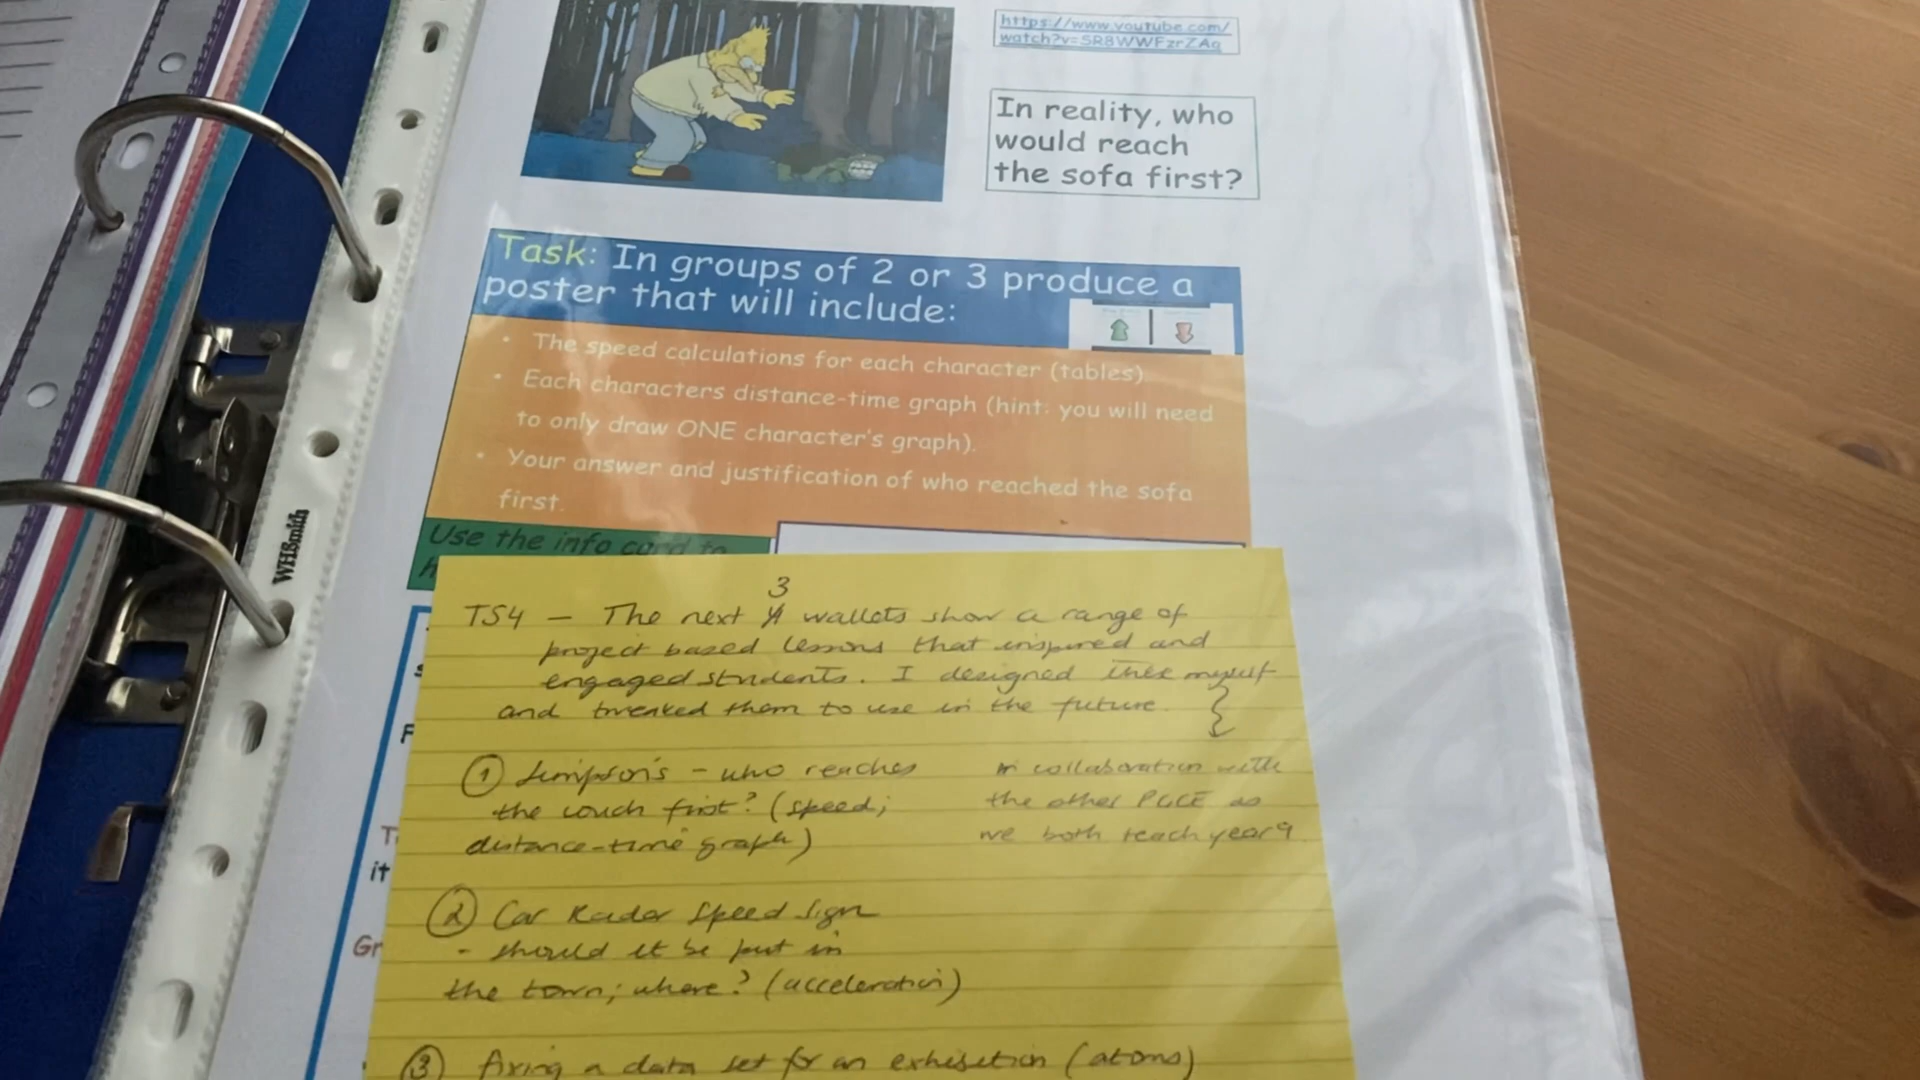 https://www.youtube.com/
watch?v=SR8WWFzrZAg
In reality, who
would reach
the sofa first?
Task: In groups of 2 or 3 produce a
poster that will include:
• The speed calculations for each character (tables)
• Each characters distance-time graph (hint: you will need
to only draw ONE character's graph).
• Your answer and justification of who reached the sofa
first.
Use the info card to
WHSmith
3
TS4 – The next wallets show a range of
project based lessons that inspired and
engaged students. I designed these myself
and tweaked them to use in the future.
① Simpson's - who reaches
the couch first? (speed;
distance-time graph)
in collaboration with
the other PGCE as
we both teach year 9
② Car Radar Speed Sign
- should it be put in
the town; where? (acceleration)
③ fixing a data set for an exhibition (atoms)
it
Gr